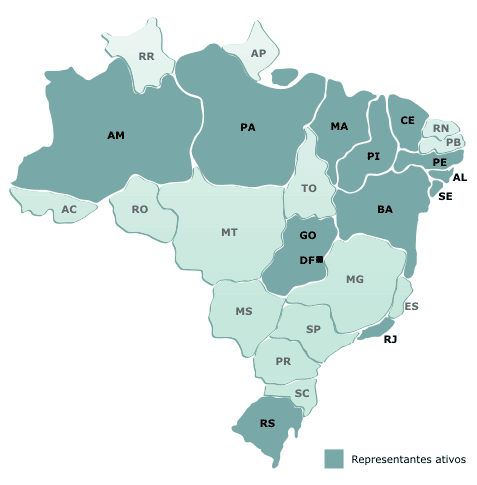 RR
AP
AM
PA
MA
CE
RN
PB
PI
PE
AL
SE
AC
RO
TO
MT
BA
GO
DF
MG
ES
MS
SP
RJ
PR
SC
RS
Representantes ativos